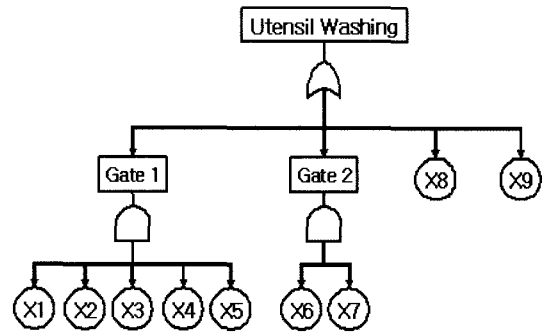 Utensil Washing
Gate 1
Gate 2
X8
X9
X1
X2
X3
X4
X5
X6
X7